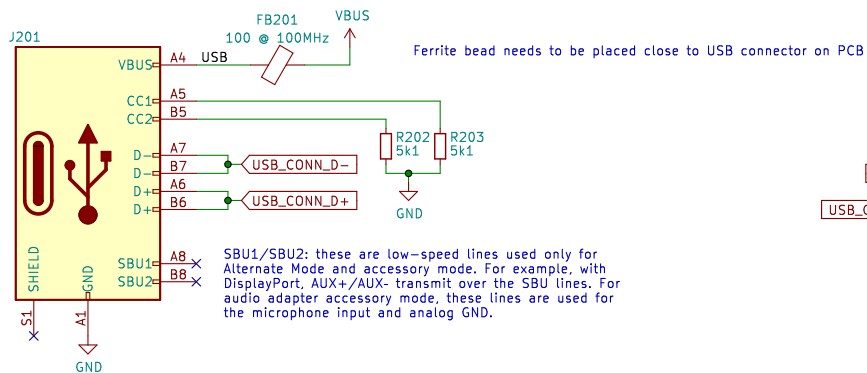 J201
FB201
100 @ 100MHz
VBUS
Ferrite bead needs to be placed close to USB connector on PCB
VBUS A4 USB
CC1 A5
CC2 B5
R202
5k1
R203
5k1
D- A7
D- B7
USB_CONN_D-
D+ A6
D+ B6
USB_CONN_D+
GND
USB_C
SBU1 A8
SBU2 B8
SBU1/SBU2: these are low-speed lines used only for
Alternate Mode and accessory mode. For example, with
DisplayPort, AUX+/AUX- transmit over the SBU lines. For
audio adapter accessory mode, these lines are used for
the microphone input and analog GND.
SHIELD
GND
S1
A1
GND